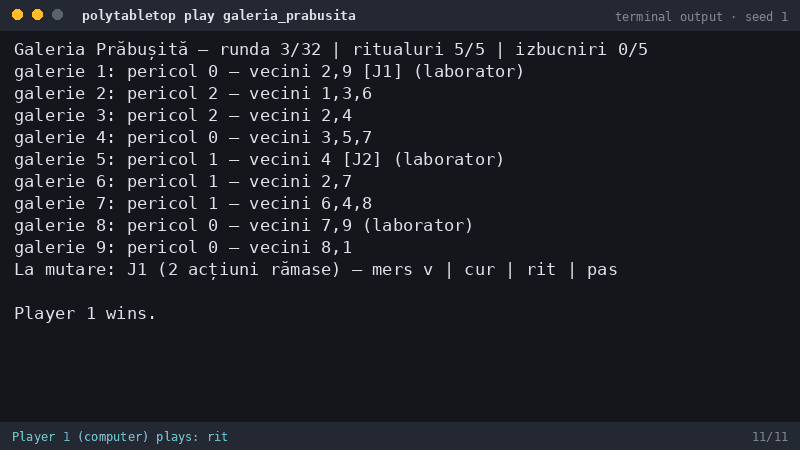 polytabletop play galeria_prabusita
terminal output · seed 1
Galeria Prăbușită — runda 3/32 | ritualuri 5/5 | izbucniri 0/5
galerie 1: pericol 0 — vecini 2,9 [J1] (laborator)
galerie 2: pericol 2 — vecini 1,3,6
galerie 3: pericol 2 — vecini 2,4
galerie 4: pericol 0 — vecini 3,5,7
galerie 5: pericol 1 — vecini 4 [J2] (laborator)
galerie 6: pericol 1 — vecini 2,7
galerie 7: pericol 1 — vecini 6,4,8
galerie 8: pericol 0 — vecini 7,9 (laborator)
galerie 9: pericol 0 — vecini 8,1
La mutare: J1 (2 acțiuni rămase) — mers v | cur | rit | pas
Player 1 wins.
Player 1 (computer) plays: rit
11/11